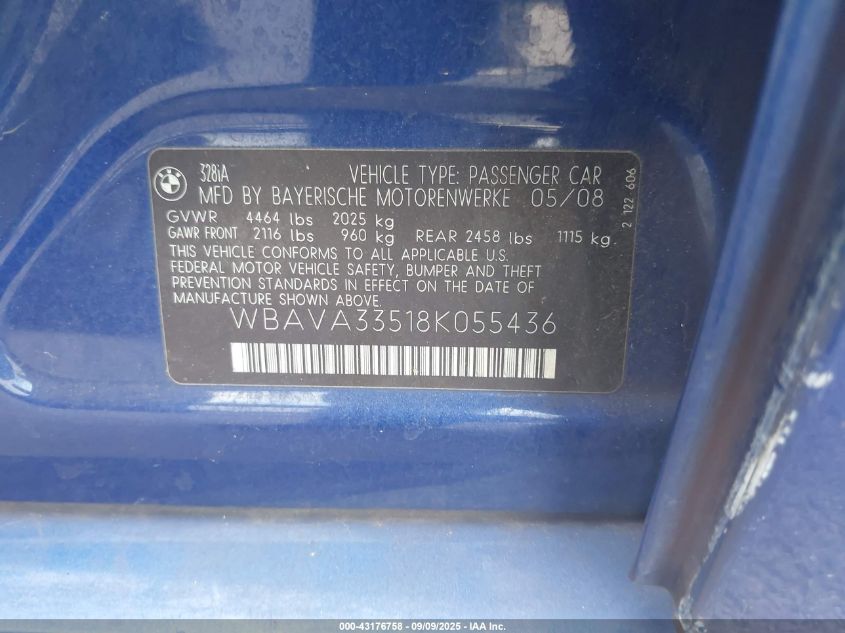 BMW
328iA
VEHICLE TYPE: PASSENGER CAR
MFD BY BAYERISCHE MOTORENWERKE 05/08
GVWR 4464 lbs 2025 kg
GAWR FRONT 2116 lbs 960 kg REAR 2458 lbs 1115 kg.
THIS VEHICLE CONFORMS TO ALL APPLICABLE U.S.
FEDERAL MOTOR VEHICLE SAFETY, BUMPER AND THEFT
PREVENTION STANDARDS IN EFFECT ON THE DATE OF
MANUFACTURE SHOWN ABOVE.
WBAVA33518K055436
2 122 606
000-43176758 - 09/09/2025 - IAA Inc.